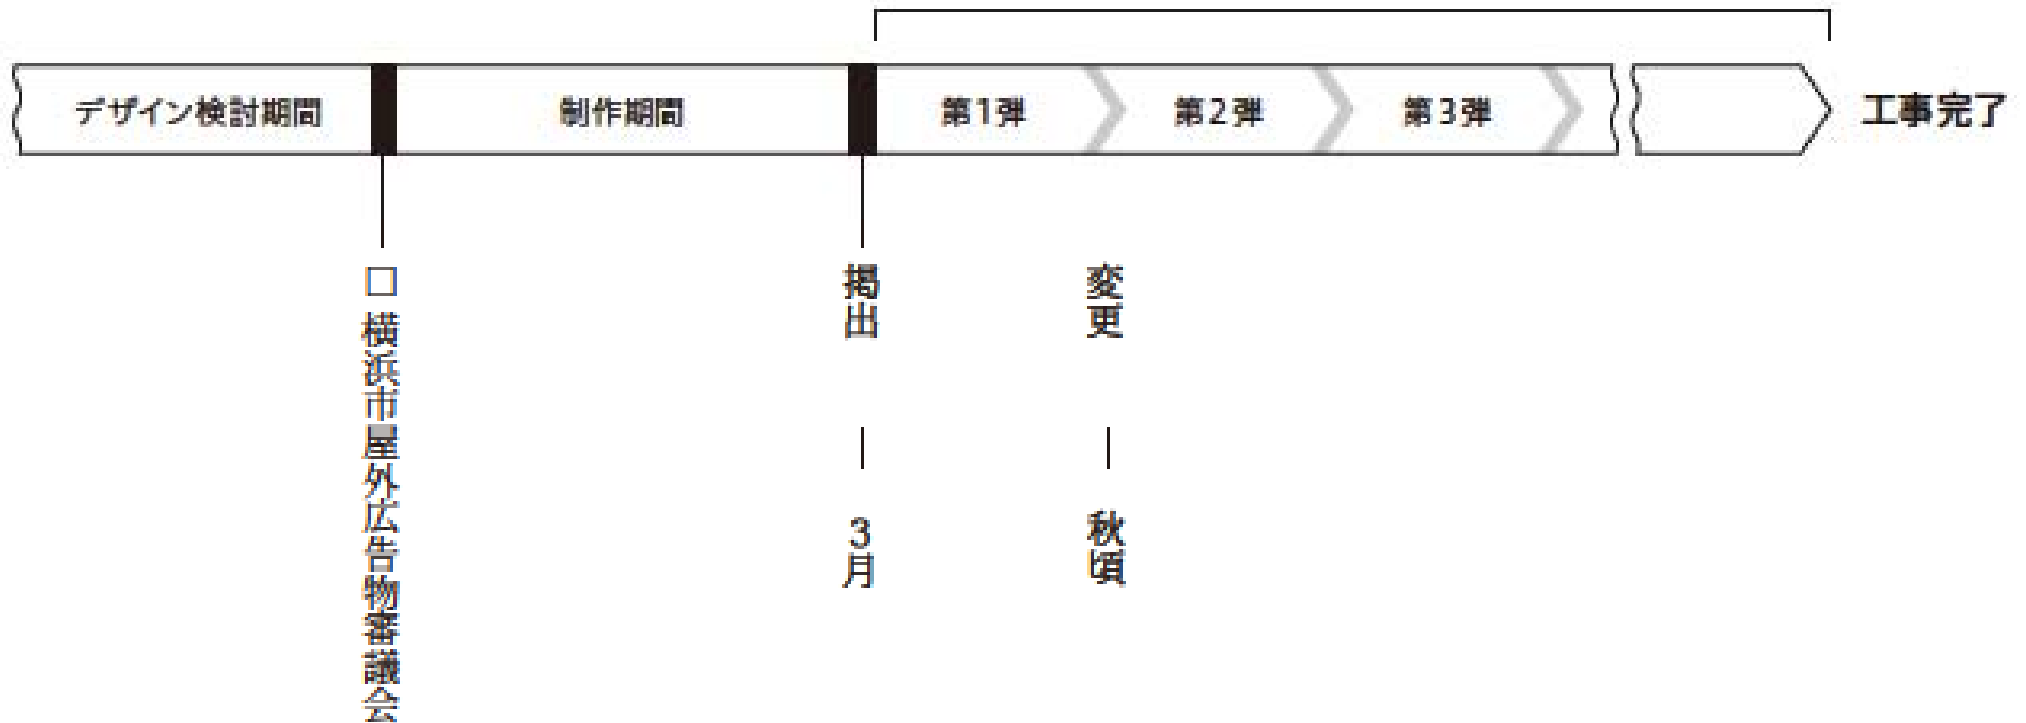 デザイン検討期間
制作期間
第1弾
第2弾
第3弾
工事完了
□ 横浜市屋外広告物審議会
掲出
3月
変更
秋頃